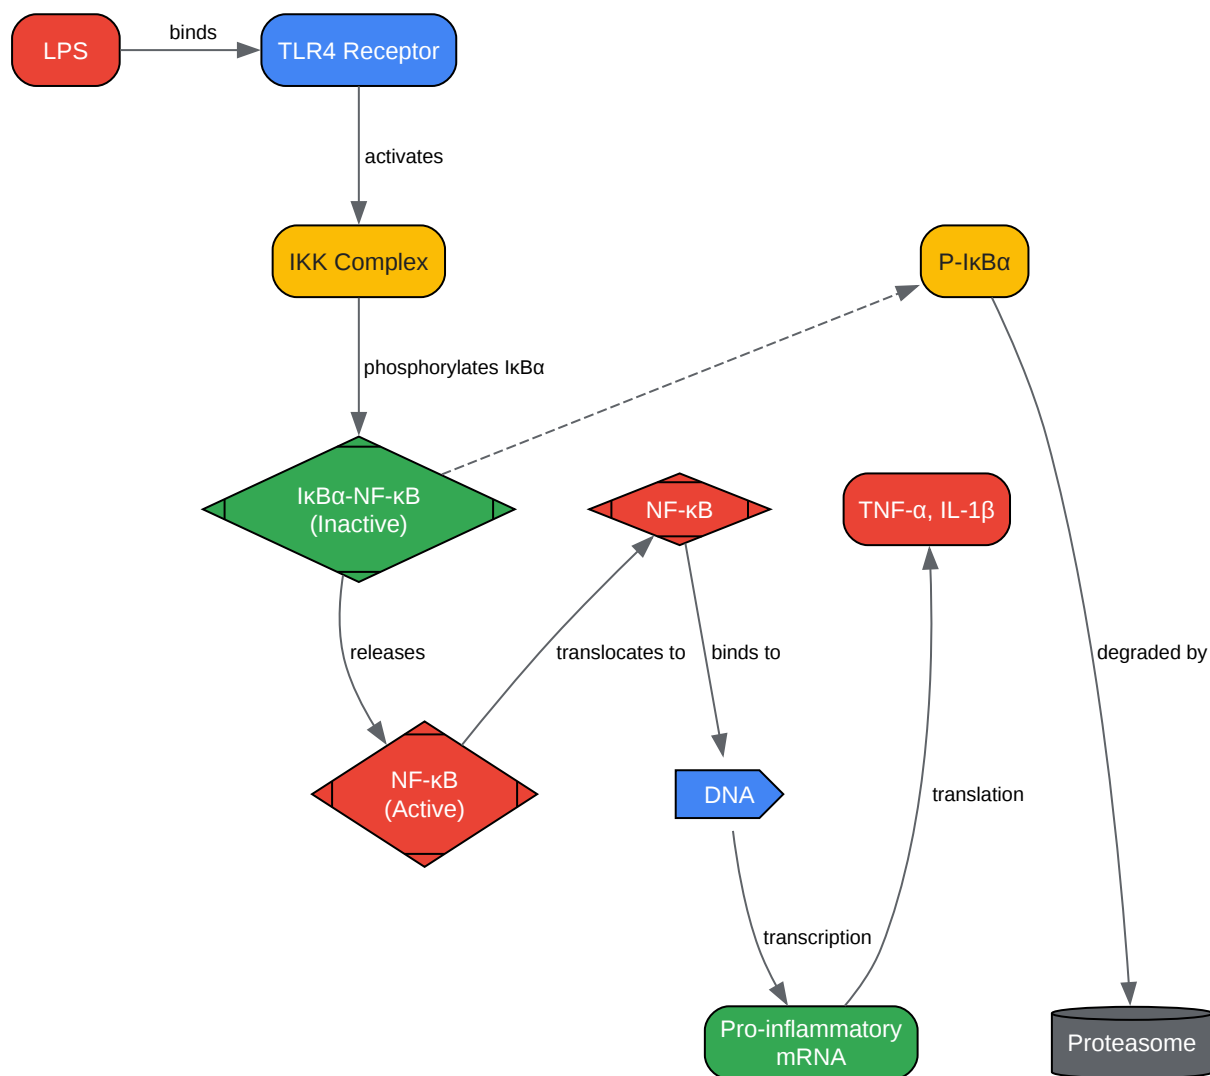 LPS
binds
TLR4 Receptor
activates
IKK Complex
P-IκBα
phosphorylates IκBα
IκBα-NF-κB
(Inactive)
NF-κB
TNF-α, IL-1β
releases
translocates to
binds to
degraded by
NF-κB
(Active)
DNA
translation
transcription
Pro-inflammatory
mRNA
Proteasome